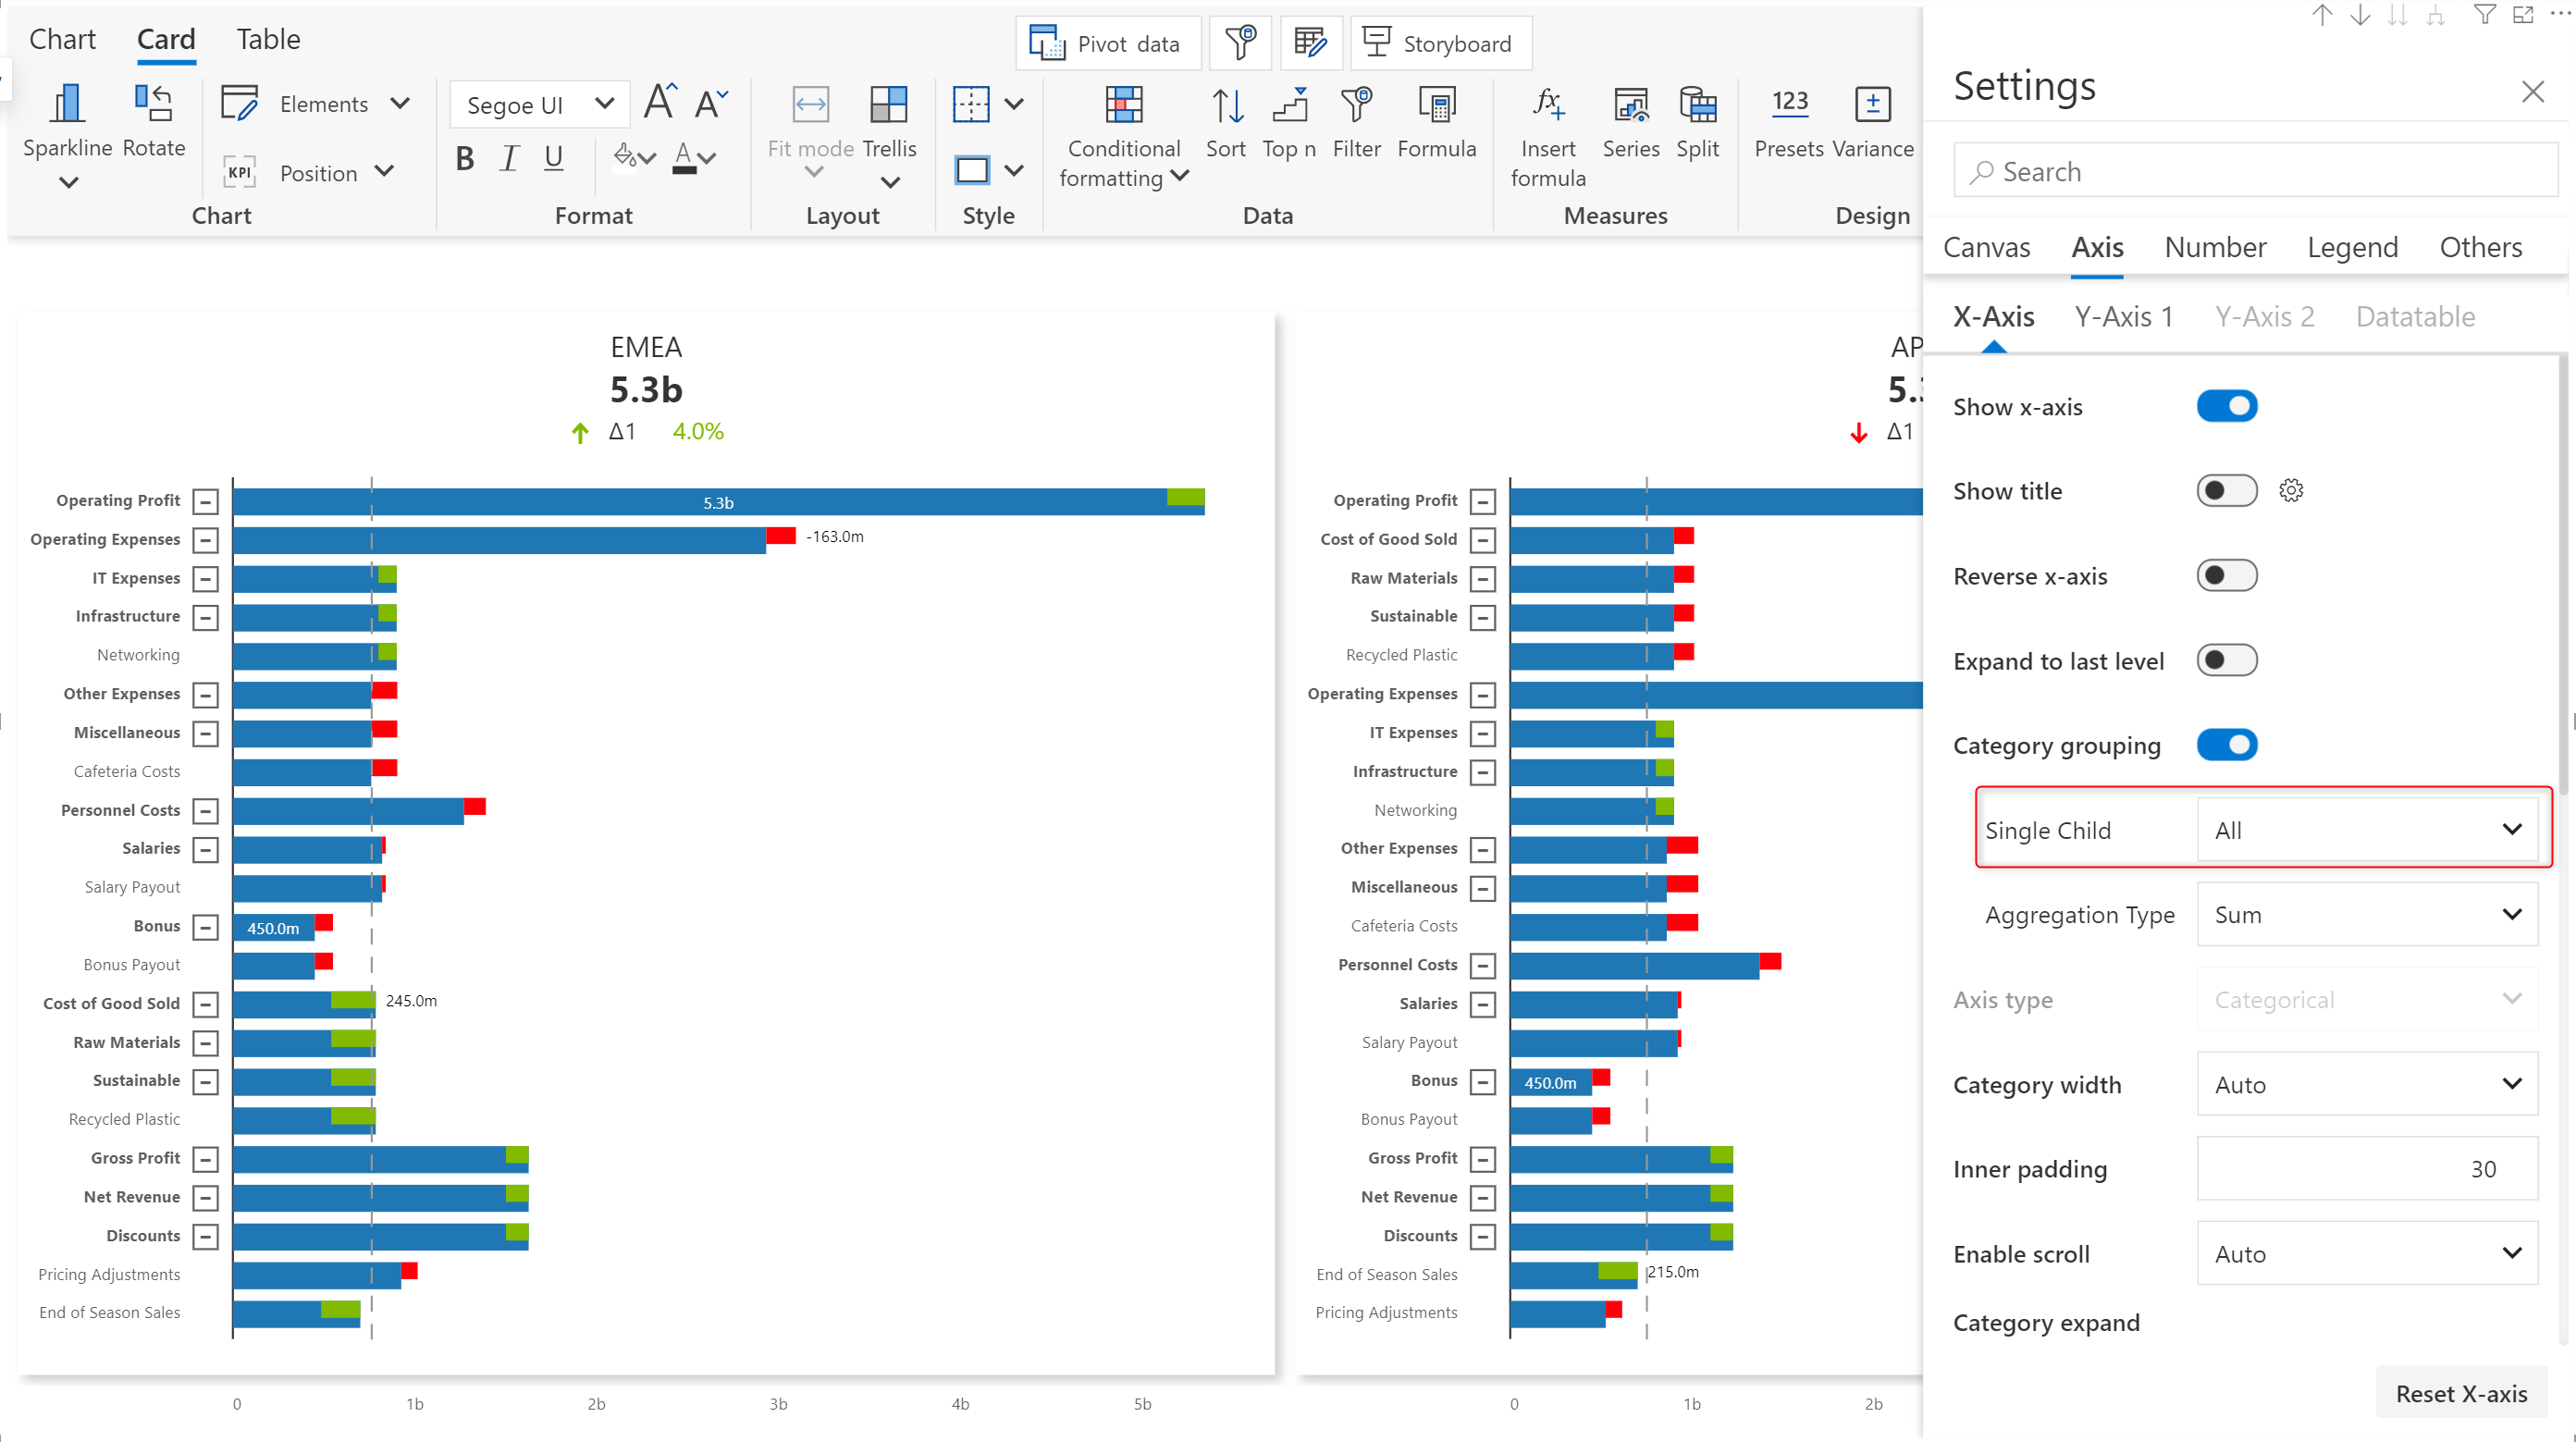 Chart Card Table
Pivot data
Storyboard
Sparkline Rotate
Elements
KPI Position
Chart
Segoe UI A A
B I U A
Format
Fit mode Trellis
Layout
Style
Conditional formatting
Sort Top n Filter Formula
Data
fx
Insert formula
Series Split
Measures
123
Presets Variance
Design
EMEA
5.3b
Δ1 4.0%
Operating Profit 5.3b
Operating Expenses -163.0m
IT Expenses
Infrastructure
Networking
Other Expenses
Miscellaneous
Cafeteria Costs
Personnel Costs
Salaries
Salary Payout
Bonus 450.0m
Bonus Payout
Cost of Good Sold 245.0m
Raw Materials
Sustainable
Recycled Plastic
Gross Profit
Net Revenue
Discounts
Pricing Adjustments
End of Season Sales
0 1b 2b 3b 4b 5b
AP
5.
Δ1
Operating Profit
Cost of Good Sold
Raw Materials
Sustainable
Recycled Plastic
Operating Expenses
IT Expenses
Infrastructure
Networking
Other Expenses
Miscellaneous
Cafeteria Costs
Personnel Costs
Salaries
Salary Payout
Bonus 450.0m
Bonus Payout
Gross Profit
Net Revenue
Discounts
End of Season Sales 215.0m
Pricing Adjustments
0 1b 2b
Settings
Search
Canvas Axis Number Legend Others
X-Axis Y-Axis 1 Y-Axis 2 Datatable
Show x-axis
Show title
Reverse x-axis
Expand to last level
Category grouping
Single Child All
Aggregation Type Sum
Axis type Categorical
Category width Auto
Inner padding 30
Enable scroll Auto
Category expand
Reset X-axis